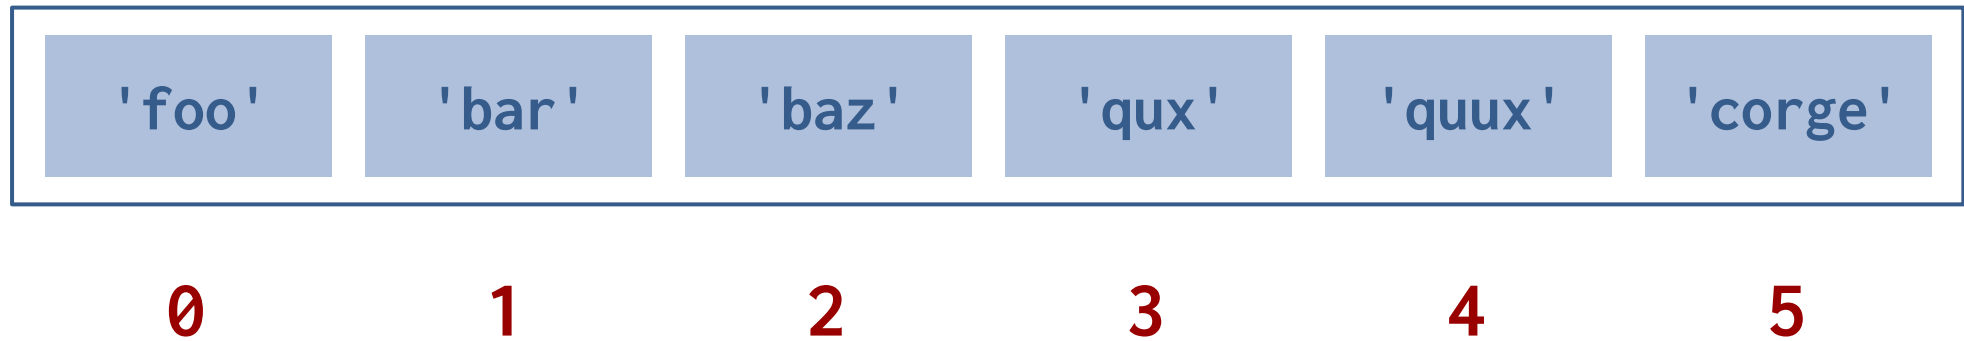 'foo' 'bar' 'baz' 'qux' 'quux' 'corge'
0 1 2 3 4 5